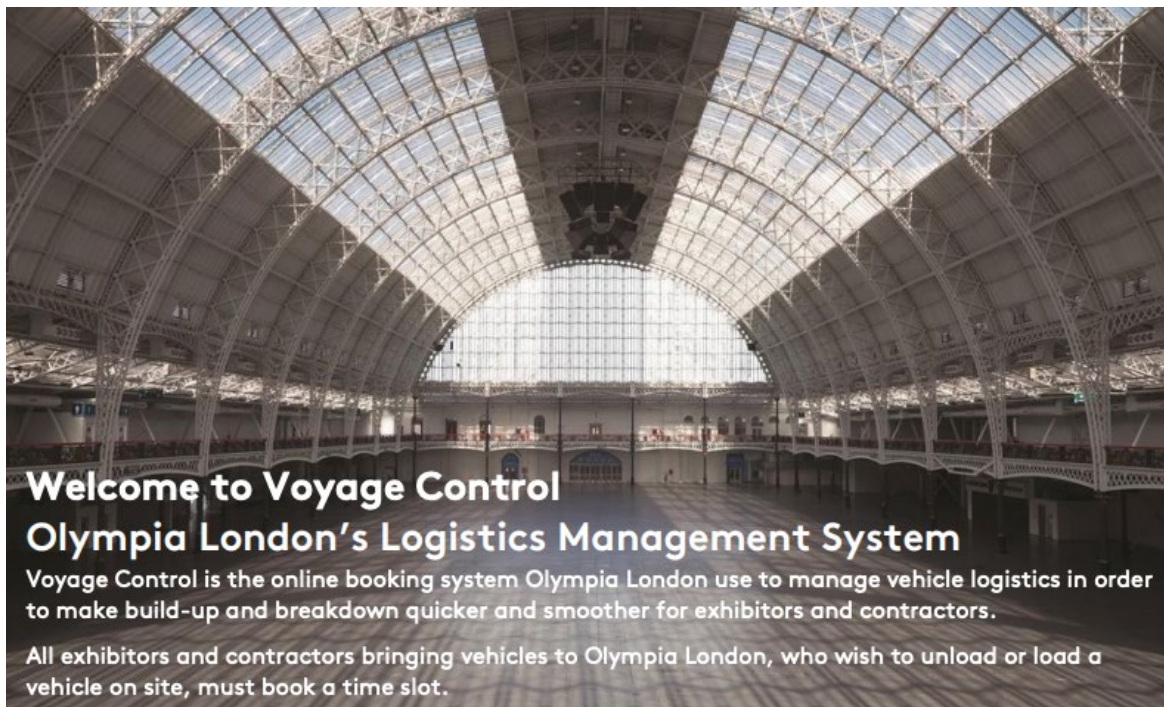 Welcome to Voyage Control
Olympia London's Logistics Management System
Voyage Control is the online booking system Olympia London use to manage vehicle logistics in order
to make build-up and breakdown quicker and smoother for exhibitors and contractors.
All exhibitors and contractors bringing vehicles to Olympia London, who wish to unload or load a
vehicle on site, must book a time slot.